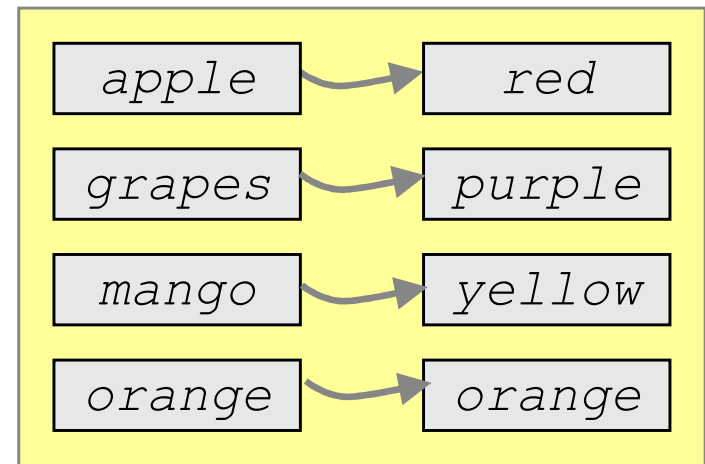 apple red
grapes purple
mango yellow
orange orange